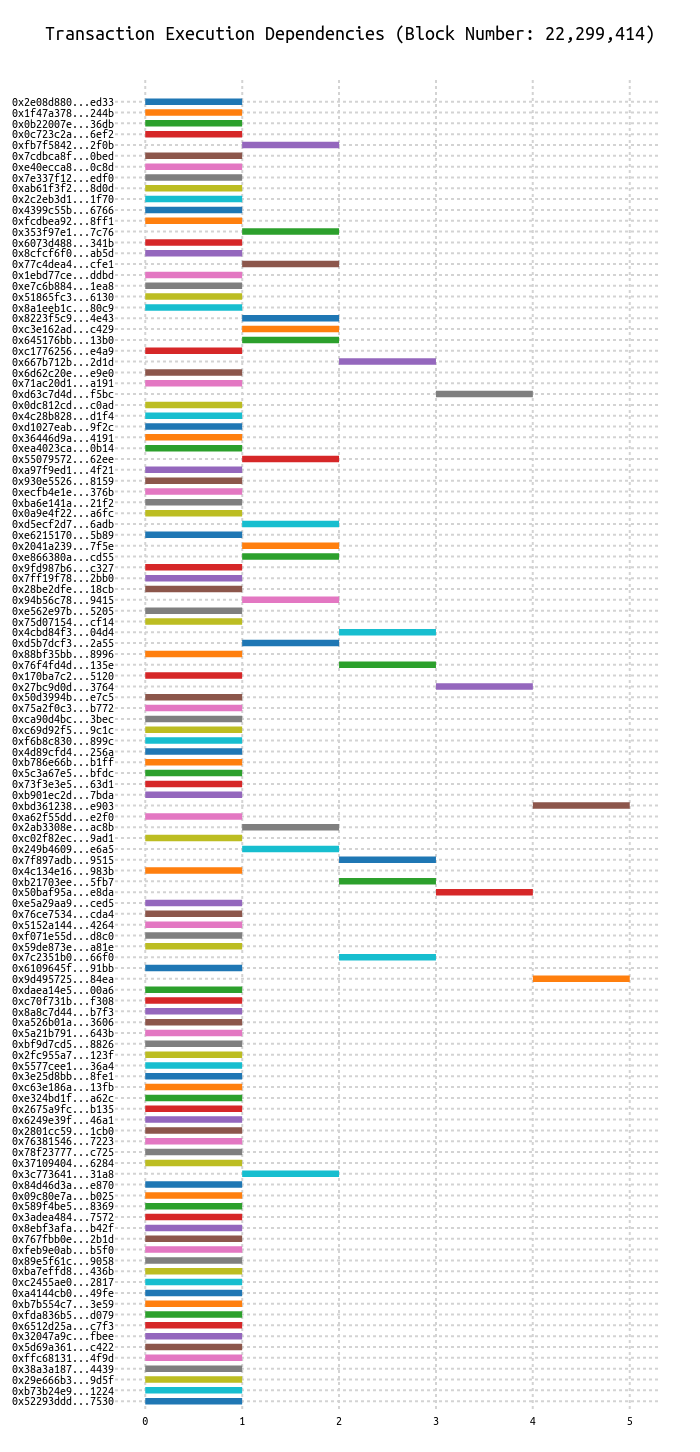 Transaction Execution Dependencies (Block Number: 22,299,414)
0x2e08d880...ed33
0x1f47a378...244b
0x0b22007e...36db
0x0c723c2a...6ef2
0xfb7f5842...2f0b
0x7cdbca8f...0bed
0xe40ecca8...0c8d
0x7e337f12...edf0
0xab61f3f2...8d0d
0x2c2eb3d1...1f70
0x4399c55b...6766
0xfcdbea92...8ff1
0x353f97e1...7c76
0x6073d488...341b
0x8cfcf6f0...ab5d
0x77c4dea4...cfe1
0x1ebd77ce...ddbd
0xe7c6b884...1ea8
0x51865fc3...6130
0x8a1eeb1c...80c9
0x8223f5c9...4e43
0xc3e162ad...c429
0x645176bb...13b0
0xc1776256...e4a9
0x667b712b...2d1d
0x6d62c20e...e9e0
0x71ac20d1...a191
0xd63c7d4d...f5bc
0x0dc812cd...c0ad
0x4c28b828...d1f4
0xd1027eab...9f2c
0x36446d9a...4191
0xea4023ca...0b14
0x55079572...62ee
0xa97f9ed1...4f21
0x930e5526...8159
0xecfb4e1e...376b
0xba6e141a...21f2
0x0a9e4f22...a6fc
0xd5ecf2d7...6adb
0xe6215170...5b89
0x2041a239...7f5e
0xe866380a...cd55
0x9fd987b6...c327
0x7ff19f78...2bb0
0x28be2dfe...18cb
0x94b56c78...9415
0xe562e97b...5205
0x75d07154...cf14
0x4cbd84f3...04d4
0xd5b7dcf3...2a55
0x88bf35bb...8996
0x76f4fd4d...135e
0x170ba7c2...5120
0x27bc9d0d...3764
0x50d3994b...e7c5
0x75a2f0c3...b772
0xca90d4bc...3bec
0xc69d92f5...9c1c
0xf6b8c830...899c
0x4d89cfd4...256a
0xb786e66b...b1ff
0x5c3a67e5...bfdc
0x73f3e3e5...63d1
0xb901ec2d...7bda
0xbd361238...e903
0xa62f55dd...e2f0
0x2ab3308e...ac8b
0xc02f82ec...9ad1
0x249b4609...e6a5
0x7f897adb...9515
0x4c134e16...983b
0xb21703ee...5fb7
0x50baf95a...e8da
0xe5a29aa9...ced5
0x76ce7534...cda4
0x5152a144...4264
0xf071e55d...d8c0
0x59de873e...a81e
0x7c2351b0...66f0
0x6109645f...91bb
0x9d495725...84ea
0xdaea14e5...00a6
0xc70f731b...f308
0x8a8c7d44...b7f3
0xa526b01a...3606
0x5a21b791...643b
0xbf9d7cd5...8826
0x2fc955a7...123f
0x5577cee1...36a4
0x3e25d8bb...8fe1
0xc63e186a...13fb
0xe324bd1f...a62c
0x2675a9fc...b135
0x6249e39f...46a1
0x2801cc59...1cb0
0x76381546...7223
0x78f23777...c725
0x37109404...6284
0x3c773641...31a8
0x84d46d3a...e870
0x09c80e7a...b025
0x589f4be5...8369
0x3adea484...7572
0x8ebf3afa...b42f
0x767fbb0e...2b1d
0xfeb9e0ab...b5f0
0x89e5f61c...9058
0xba7effd8...436b
0xc2455ae0...2817
0xa4144cb0...49fe
0xb7b554c7...3e59
0xfda836b5...d079
0x6512d25a...c7f3
0x32047a9c...fbee
0x5d69a361...c422
0xffc68131...4f9d
0x38a3a187...4439
0x29e666b3...9d5f
0xb73b24e9...1224
0x52293ddd...7530
0 1 2 3 4 5